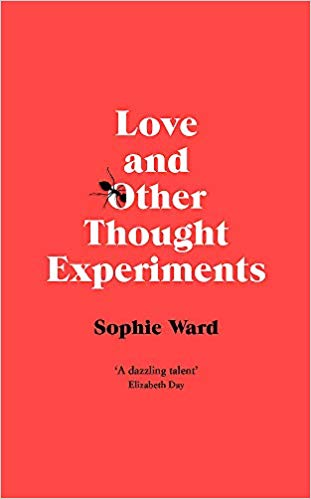 Love
and
Other
Thought
Experiments
Sophie Ward
‘A dazzling talent’
Elizabeth Day